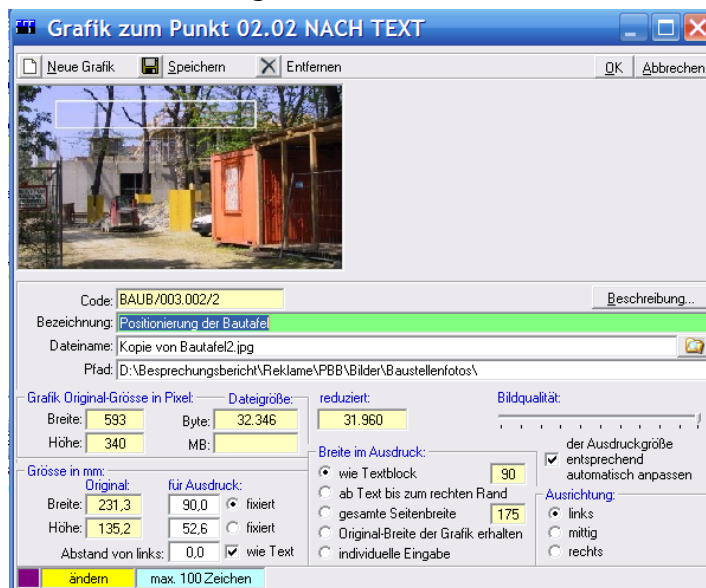 Grafik zum Punkt 02.02 NACH TEXT
Neue Grafik Speichern Entfernen OK Abbrechen
Code: BAUB/003.002/2 Beschreibung...
Bezeichnung: Positionierung der Bautafel
Dateiname: Kopie von Bautafel2.jpg
Pfad: D:\Besprechungsbericht\Reklame\PBB\Bilder\Baustellenfotos\
Grafik Original-Grösse in Pixel: Dateigröße: reduziert: Bildqualität:
Breite: 593 Byte: 32.346 31.960
Höhe: 340 MB:
der Ausdruckgröße
entsprechend
automatisch anpassen
Breite im Ausdruck:
wie Textblock 90
ab Text bis zum rechten Rand
gesamte Seitenbreite 175
Original-Breite der Grafik erhalten
individuelle Eingabe
Ausrichtung:
links
mittig
rechts
Grösse in mm:
Original: für Ausdruck:
Breite: 231,3 90,0 fixiert
Höhe: 135,2 52,6 fixiert
Abstand von links: 0,0 wie Text
ändern max. 100 Zeichen